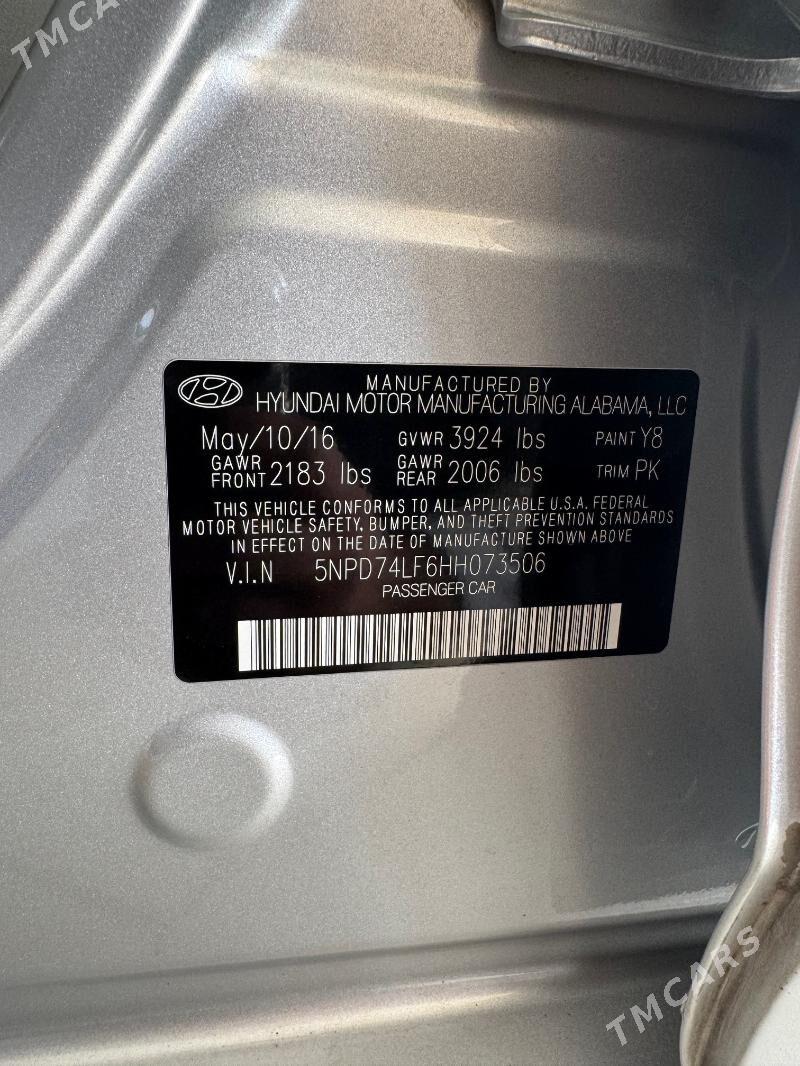 TMCARS
MANUFACTURED BY
HYUNDAI MOTOR MANUFACTURING ALABAMA, LLC
May/10/16 GVWR 3924 lbs PAINT Y8
GAWR FRONT 2183 lbs GAWR REAR 2006 lbs TRIM PK
THIS VEHICLE CONFORMS TO ALL APPLICABLE U.S.A. FEDERAL
MOTOR VEHICLE SAFETY, BUMPER, AND THEFT PREVENTION STANDARDS
IN EFFECT ON THE DATE OF MANUFACTURE SHOWN ABOVE
V.I.N 5NPD74LF6HH073506
PASSENGER CAR
TMCARS